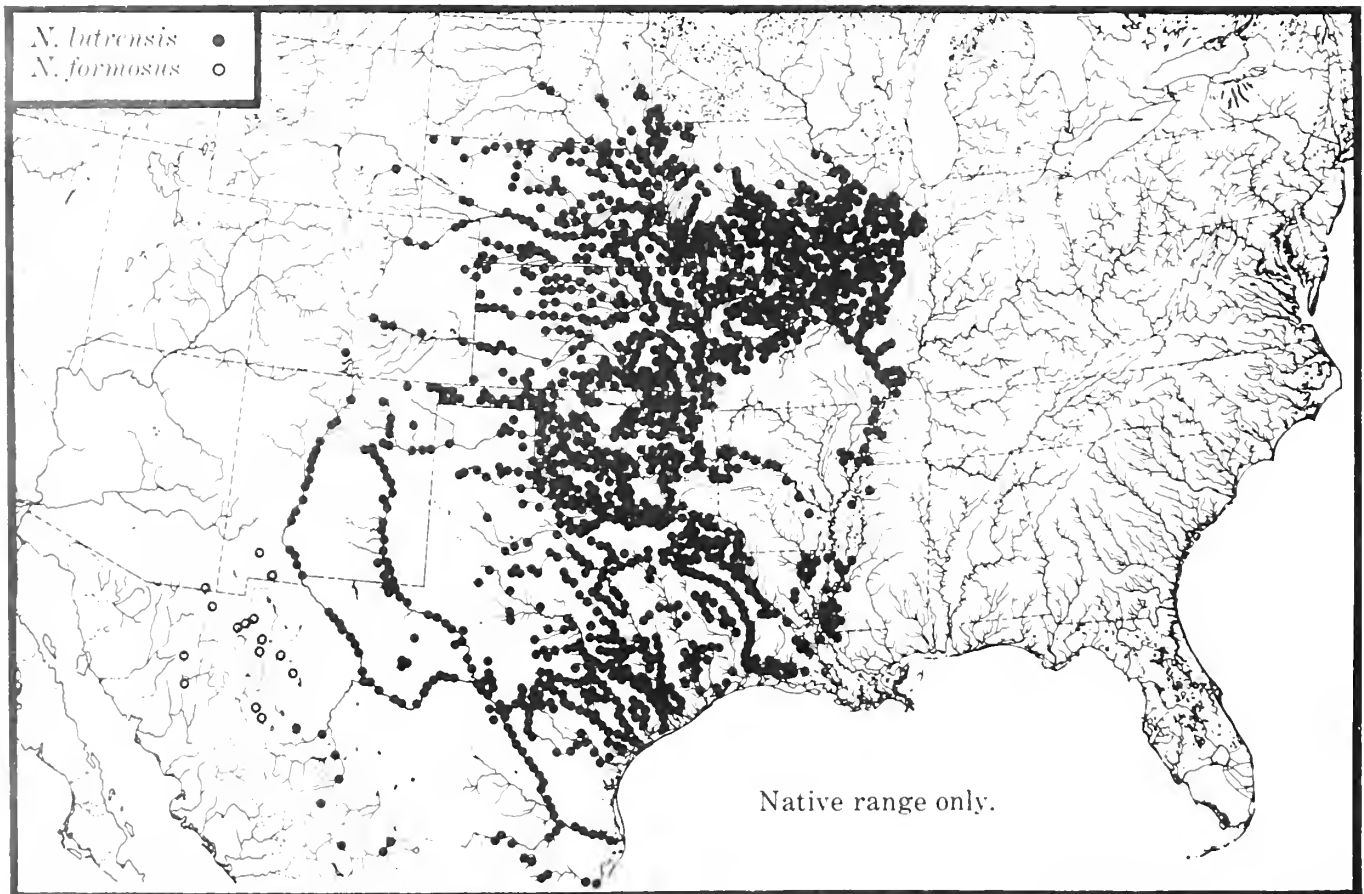 N. lutrensis ●
N. formosus ○
Native range only.